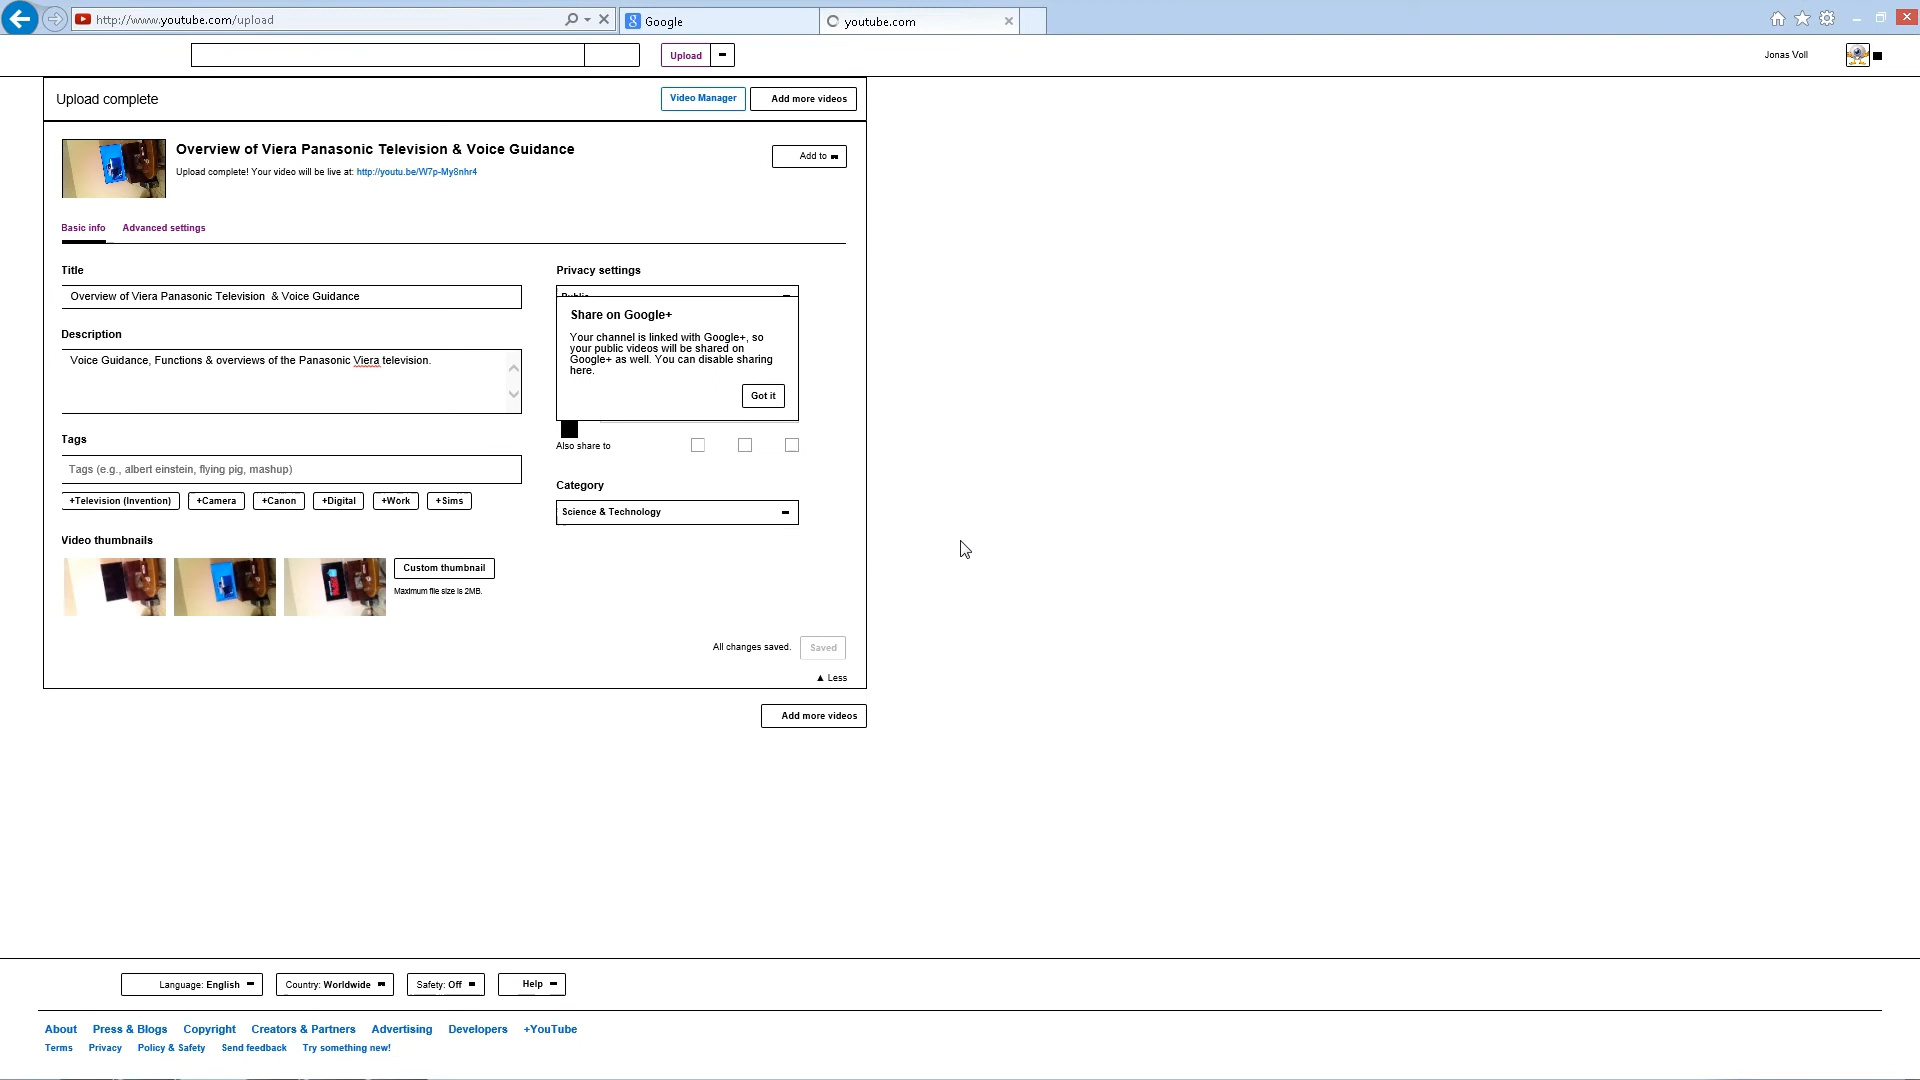 http://www.youtube.com/upload
Google
youtube.com
Upload
Jonas Voll
Upload complete
Video Manager
Add more videos
Overview of Viera Panasonic Television & Voice Guidance
Add to
Upload complete! Your video will be live at: http://youtu.be/W7p-My8nhr4
Basic info
Advanced settings
Title
Privacy settings
Overview of Viera Panasonic Television & Voice Guidance
Public
Share on Google+
Your channel is linked with Google+, so
your public videos will be shared on
Google+ as well. You can disable sharing
here.
Got it
Description
Voice Guidance, Functions & overviews of the Panasonic Viera television.
Also share to
Tags
Tags (e.g., albert einstein, flying pig, mashup)
+Television (Invention)
+Camera
+Canon
+Digital
+Work
+Sims
Category
Science & Technology
Video thumbnails
Custom thumbnail
Maximum file size is 2MB.
All changes saved.
Saved
▲ Less
Add more videos
Language: English
Country: Worldwide
Safety: Off
Help
About Press & Blogs Copyright Creators & Partners Advertising Developers +YouTube
Terms Privacy Policy & Safety Send feedback Try something new!